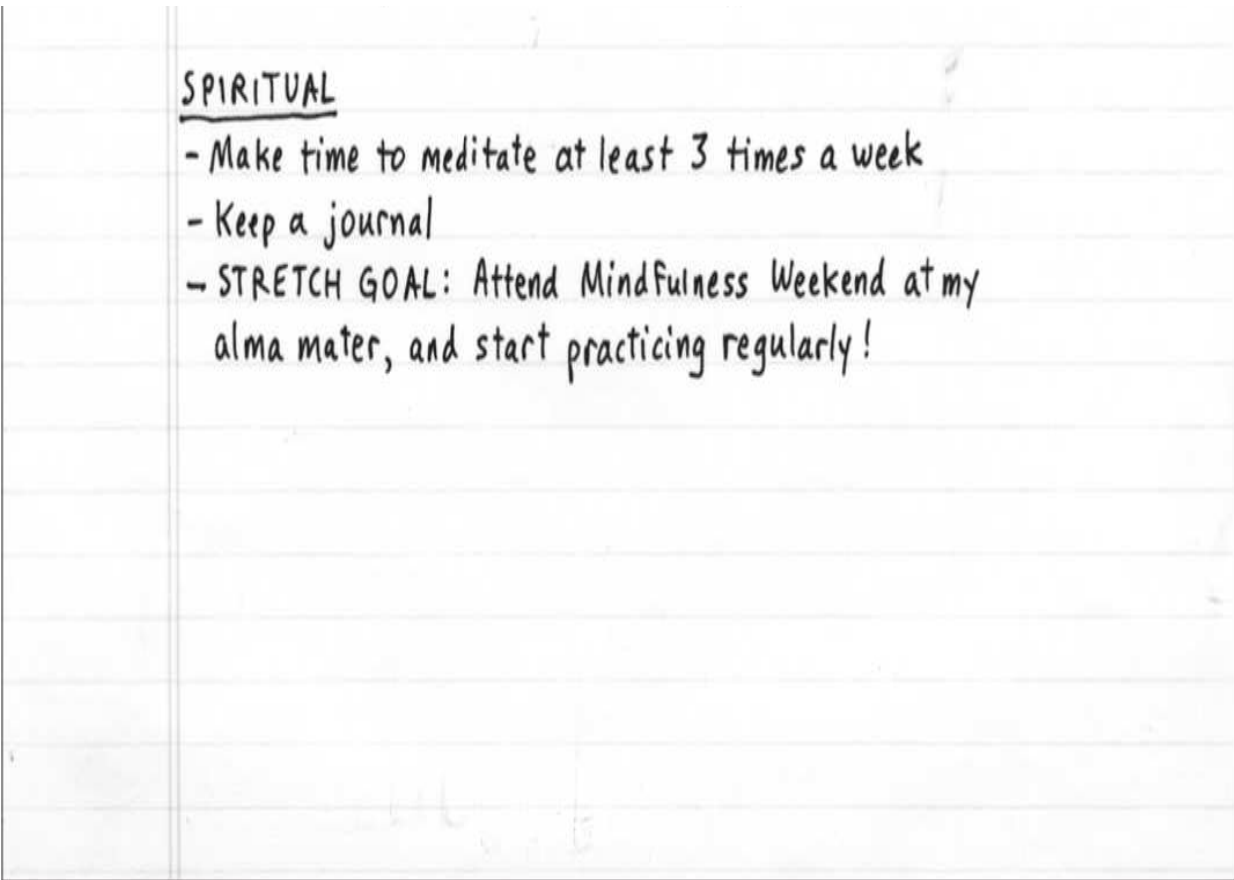 SPIRITUAL
- Make time to meditate at least 3 times a week
- Keep a journal
- STRETCH GOAL: Attend Mindfulness Weekend at my
alma mater, and start practicing regularly!